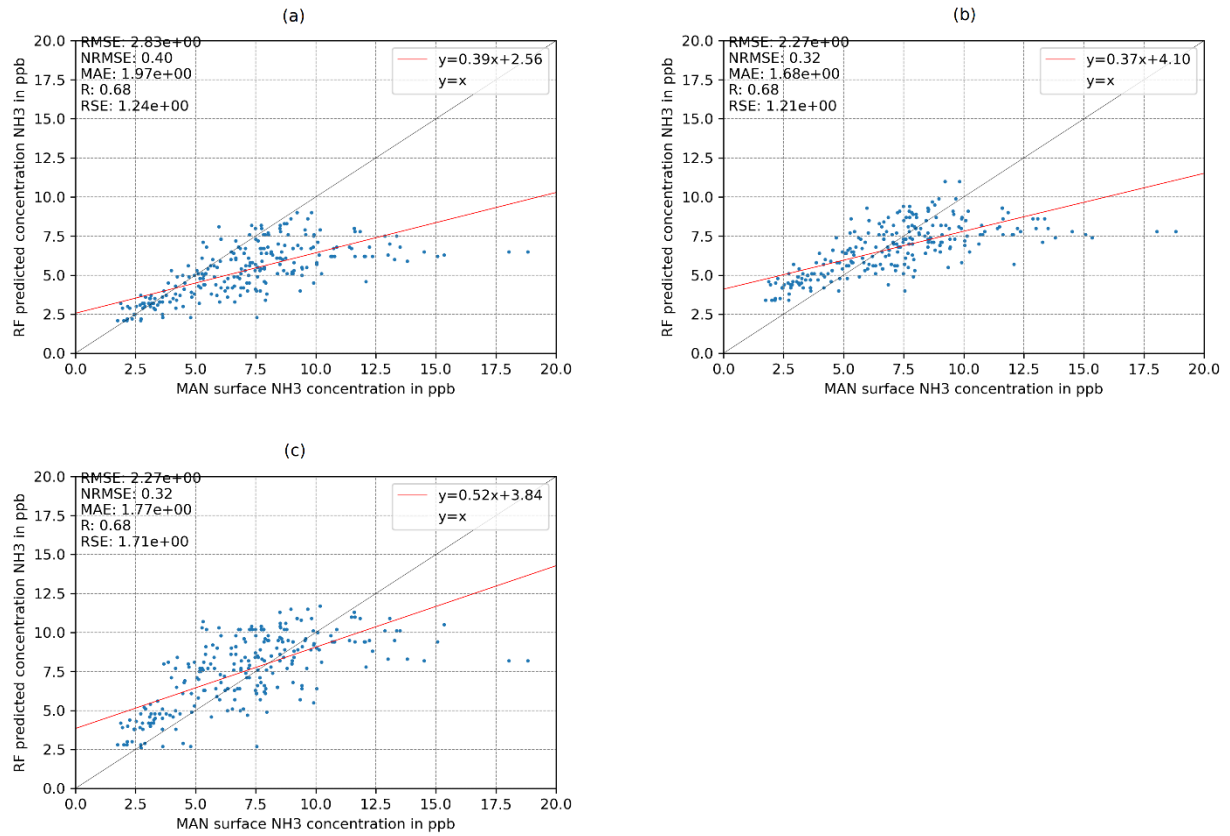 (a)
RMSE: 2.83e+00
NRMSE: 0.40
MAE: 1.97e+00
R: 0.68
RSE: 1.24e+00
y=0.39x+2.56
y=x
RF predicted concentration NH3 in ppb
20.0
17.5
15.0
12.5
10.0
7.5
5.0
2.5
0.0
0.0 2.5 5.0 7.5 10.0 12.5 15.0 17.5 20.0
MAN surface NH3 concentration in ppb
(b)
RMSE: 2.27e+00
NRMSE: 0.32
MAE: 1.68e+00
R: 0.68
RSE: 1.21e+00
y=0.37x+4.10
y=x
RF predicted concentration NH3 in ppb
20.0
17.5
15.0
12.5
10.0
7.5
5.0
2.5
0.0
0.0 2.5 5.0 7.5 10.0 12.5 15.0 17.5 20.0
MAN surface NH3 concentration in ppb
(c)
RMSE: 2.27e+00
NRMSE: 0.32
MAE: 1.77e+00
R: 0.68
RSE: 1.71e+00
y=0.52x+3.84
y=x
RF predicted concentration NH3 in ppb
20.0
17.5
15.0
12.5
10.0
7.5
5.0
2.5
0.0
0.0 2.5 5.0 7.5 10.0 12.5 15.0 17.5 20.0
MAN surface NH3 concentration in ppb